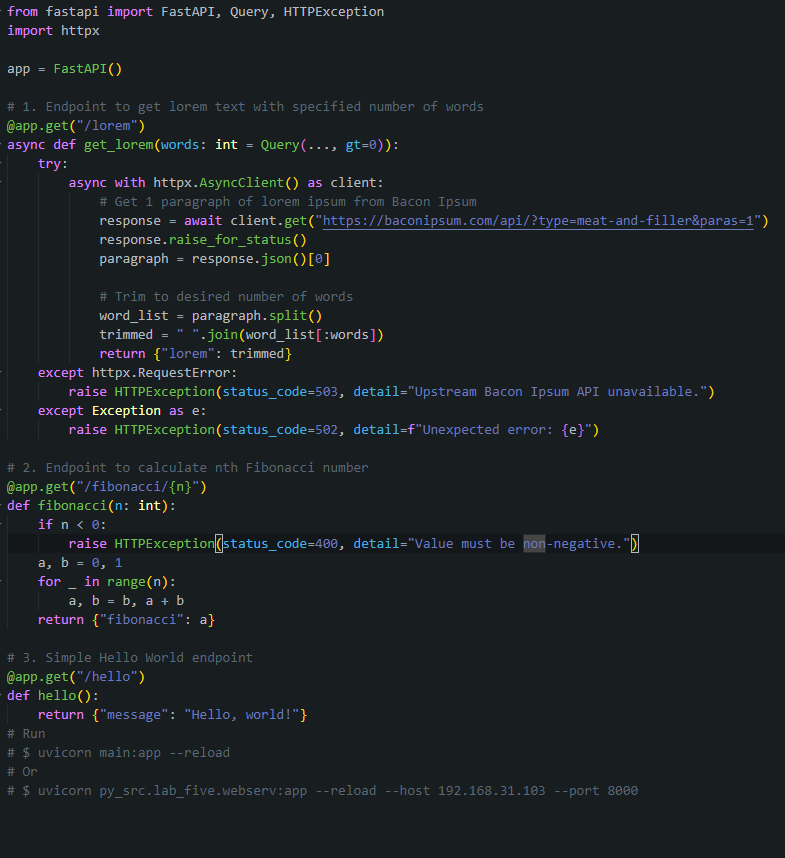 from fastapi import FastAPI, Query, HTTPException
import httpx

app = FastAPI()

# 1. Endpoint to get lorem text with specified number of words
@app.get("/lorem")
async def get_lorem(words: int = Query(..., gt=0)):
    try:
        async with httpx.AsyncClient() as client:
            # Get 1 paragraph of lorem ipsum from Bacon Ipsum
            response = await client.get("https://baconipsum.com/api/?type=meat-and-filler&paras=1")
            response.raise_for_status()
            paragraph = response.json()[0]

            # Trim to desired number of words
            word_list = paragraph.split()
            trimmed = " ".join(word_list[:words])
            return {"lorem": trimmed}
    except httpx.RequestError:
        raise HTTPException(status_code=503, detail="Upstream Bacon Ipsum API unavailable.")
    except Exception as e:
        raise HTTPException(status_code=502, detail=f"Unexpected error: {e}")

# 2. Endpoint to calculate nth Fibonacci number
@app.get("/fibonacci/{n}")
def fibonacci(n: int):
    if n < 0:
        raise HTTPException(status_code=400, detail="Value must be non-negative.")
    a, b = 0, 1
    for _ in range(n):
        a, b = b, a + b
    return {"fibonacci": a}

# 3. Simple Hello World endpoint
@app.get("/hello")
def hello():
    return {"message": "Hello, world!"}
# Run
# $ uvicorn main:app --reload
# Or
# $ uvicorn py_src.lab_five.webserv:app --reload --host 192.168.31.103 --port 8000